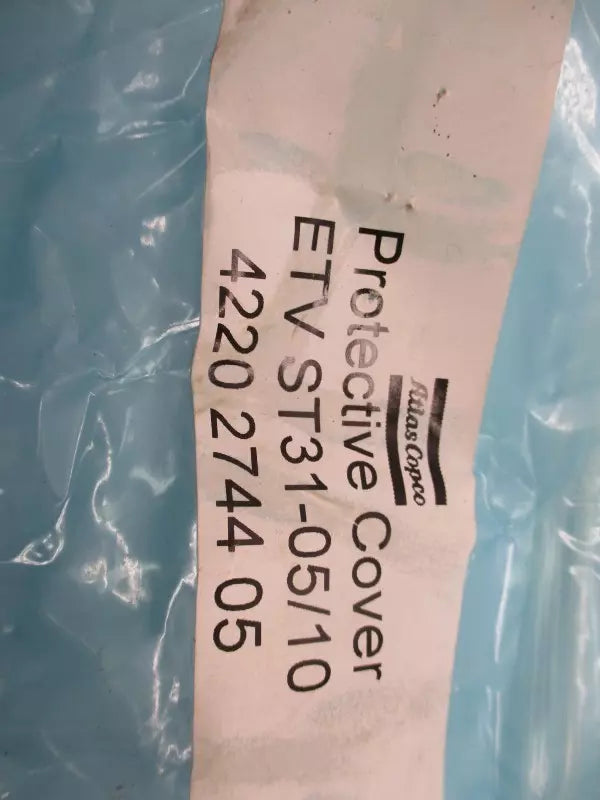 Atlas Copco
Protective Cover
ETV ST31-05/10
4220 2744 05